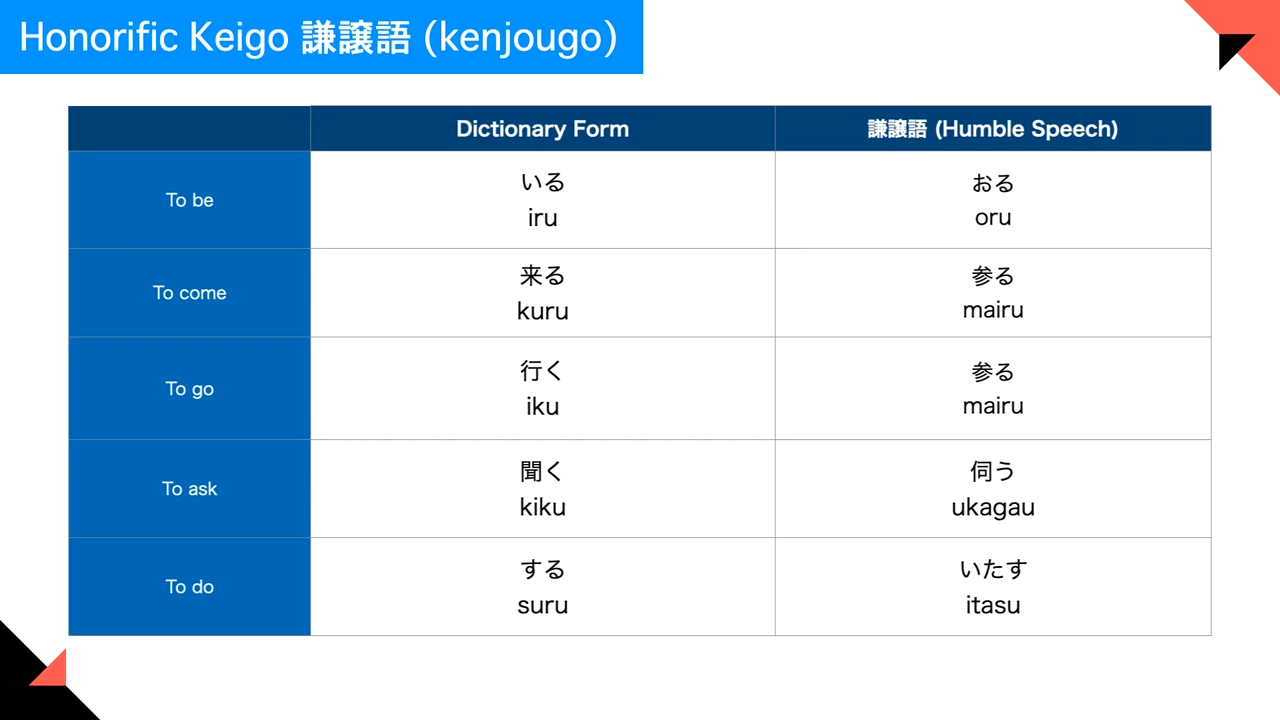 Honorific Keigo 謙譲語 (kenjougo)
Dictionary Form
謙譲語 (Humble Speech)
To be
いる
iru
おる
oru
To come
来る
kuru
参る
mairu
To go
行く
iku
参る
mairu
To ask
聞く
kiku
伺う
ukagau
To do
する
suru
いたす
itasu